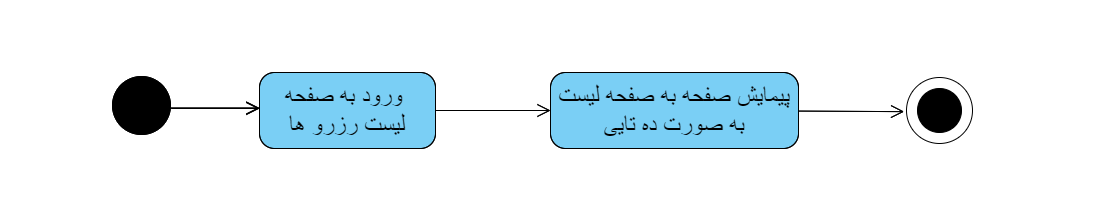 ورود به صفحه
لیست رزرو ها
پیمایش صفحه به صفحه لیست
به صورت ده تایی